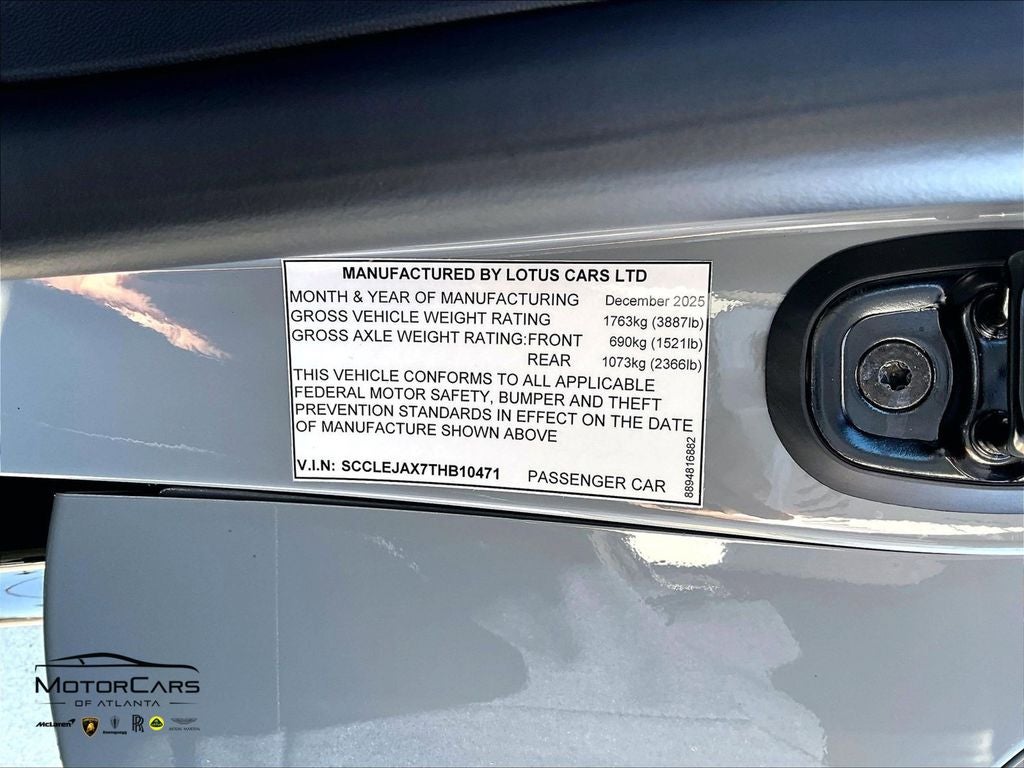 MANUFACTURED BY LOTUS CARS LTD
MONTH & YEAR OF MANUFACTURING December 2025
GROSS VEHICLE WEIGHT RATING 1763kg (3887lb)
GROSS AXLE WEIGHT RATING: FRONT 690kg (1521lb)
REAR 1073kg (2366lb)
THIS VEHICLE CONFORMS TO ALL APPLICABLE
FEDERAL MOTOR SAFETY, BUMPER AND THEFT
PREVENTION STANDARDS IN EFFECT ON THE DATE
OF MANUFACTURE SHOWN ABOVE
V.I.N: SCCLEJAX7THB10471 PASSENGER CAR
8894816882
MOTORCARS
OF ATLANTA
McLaren
Koenigsegg
RR